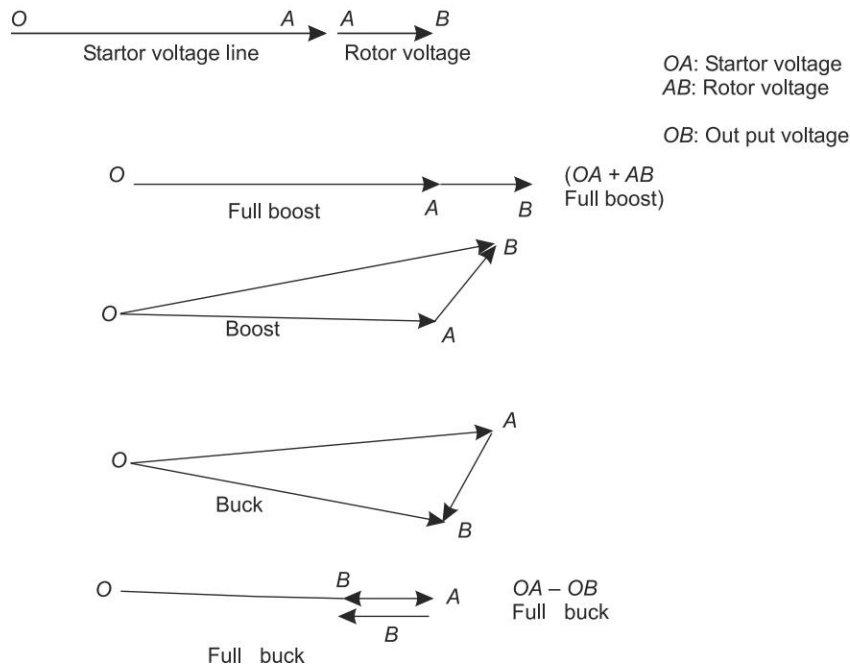 O A A B
Startor voltage line Rotor voltage
OA: Startor voltage
AB: Rotor voltage
OB: Out put voltage
O A B
Full boost
(OA + AB
Full boost)
B
O
Boost
A
A
O
Buck
B
O B A
B
Full buck
OA – OB
Full buck